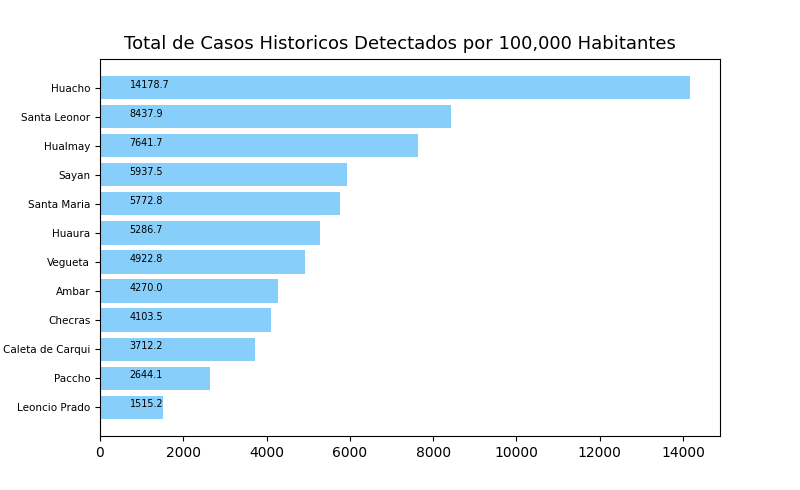 Total de Casos Historicos Detectados por 100,000 Habitantes
Huacho 14178.7
Santa Leonor 8437.9
Hualmay 7641.7
Sayan 5937.5
Santa Maria 5772.8
Huaura 5286.7
Vegueta 4922.8
Ambar 4270.0
Checras 4103.5
Caleta de Carqui 3712.2
Paccho 2644.1
Leoncio Prado 1515.2
0 2000 4000 6000 8000 10000 12000 14000